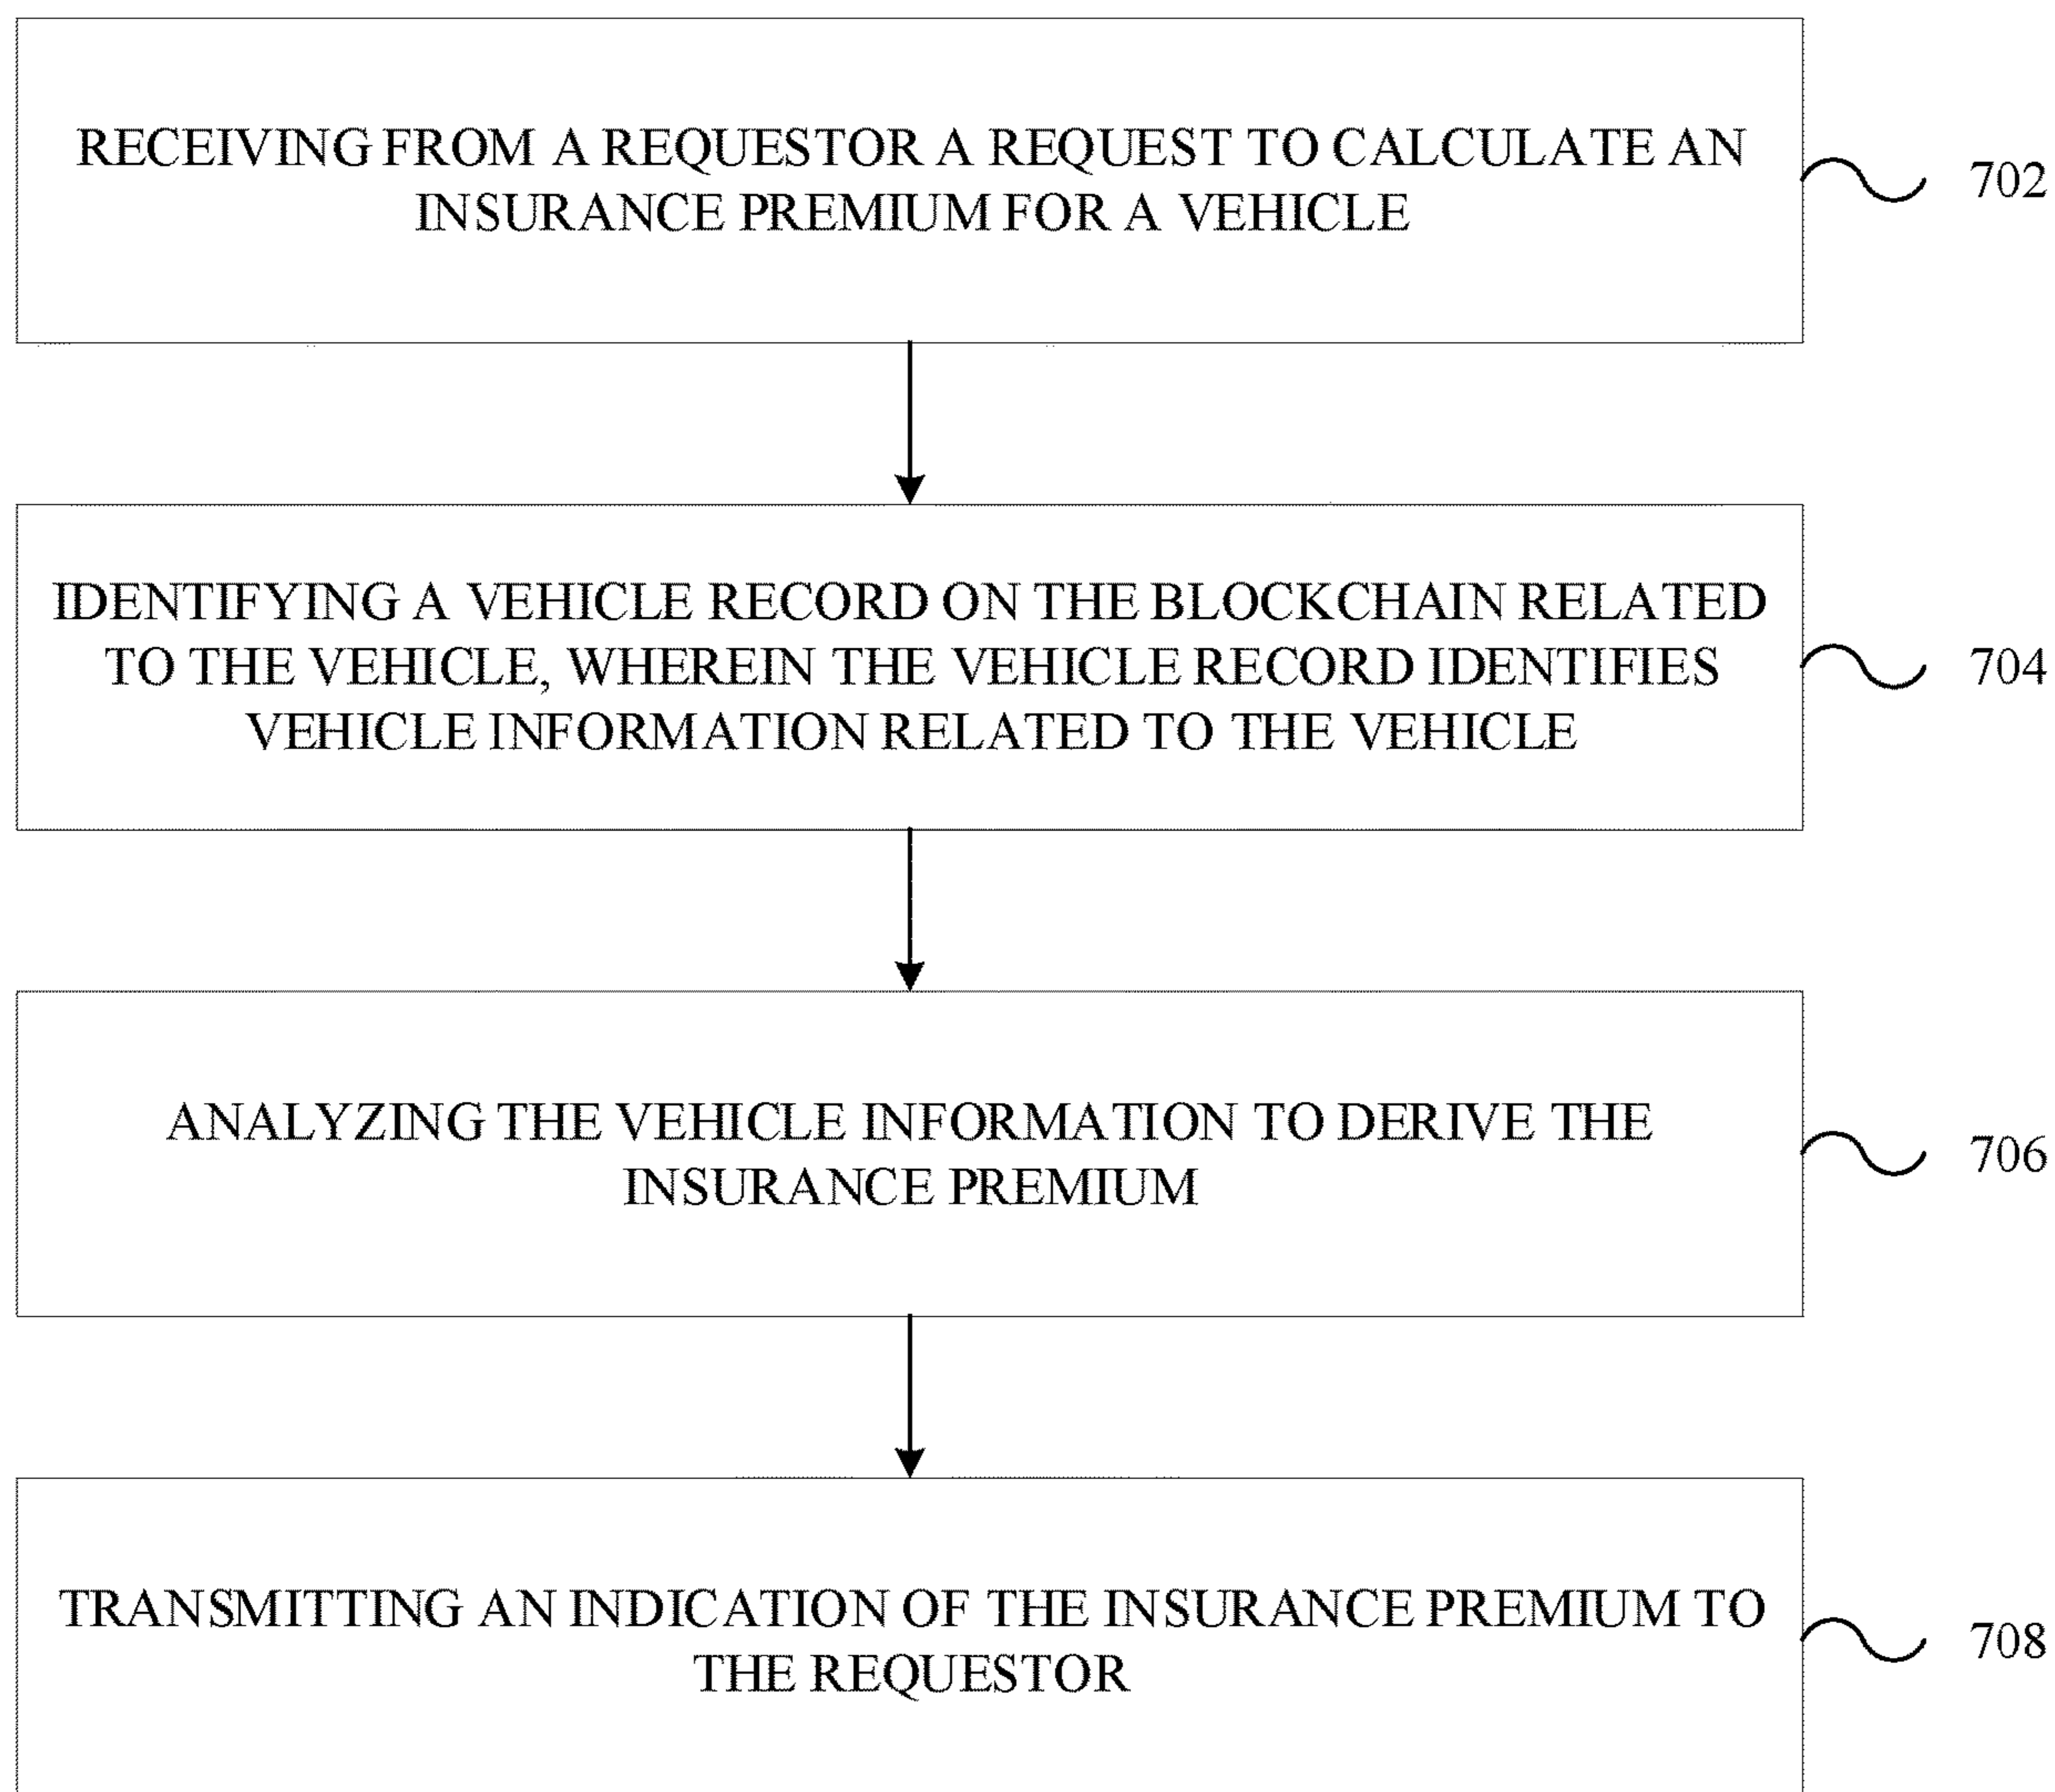 RECEIVING FROM A REQUESTOR A REQUEST TO CALCULATE AN
INSURANCE PREMIUM FOR A VEHICLE
702
IDENTIFYING A VEHICLE RECORD ON THE BLOCKCHAIN RELATED
TO THE VEHICLE, WHEREIN THE VEHICLE RECORD IDENTIFIES
VEHICLE INFORMATION RELATED TO THE VEHICLE
704
ANALYZING THE VEHICLE INFORMATION TO DERIVE THE
INSURANCE PREMIUM
706
TRANSMITTING AN INDICATION OF THE INSURANCE PREMIUM TO
THE REQUESTOR
708